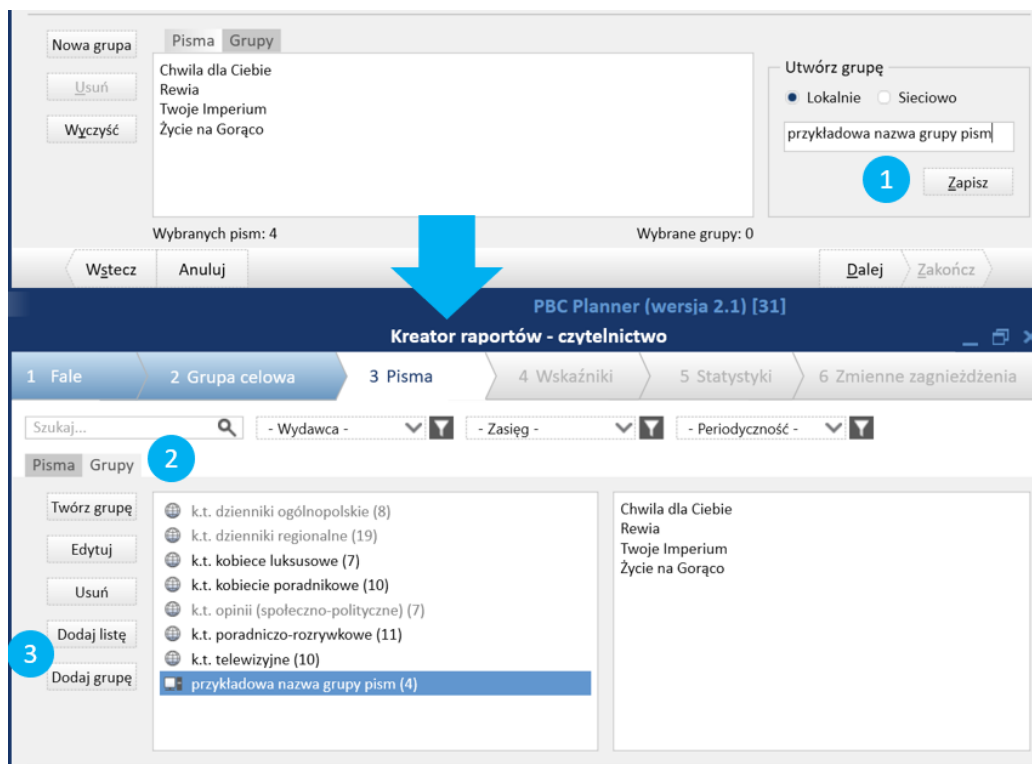 Nowa grupa
Usuń
Wyczyść
Pisma Grupy
Chwila dla Ciebie
Rewia
Twoje Imperium
Życie na Gorąco
Wybranych pism: 4
Wybrane grupy: 0
Utwórz grupę
Lokalnie Sieciowo
przykładowa nazwa grupy pism
1
Zapisz
Wstecz Anuluj
Dalej Zakończ
PBC Planner (wersja 2.1) [31]
Kreator raportów - czytelnictwo
1 Fale 2 Grupa celowa 3 Pisma 4 Wskaźniki 5 Statystyki 6 Zmienne zagnieżdżenia
Szukaj... - Wydawca - - Zasięg - - Periodyczność -
Pisma Grupy 2
Twórz grupę
Edytuj
Usuń
Dodaj listę
3
Dodaj grupę
k.t. dzienniki ogólnopolskie (8)
k.t. dzienniki regionalne (19)
k.t. kobiece luksusowe (7)
k.t. kobiecie poradnikowe (10)
k.t. opinii (społeczno-polityczne) (7)
k.t. poradniczo-rozrywkowe (11)
k.t. telewizyjne (10)
przykładowa nazwa grupy pism (4)
Chwila dla Ciebie
Rewia
Twoje Imperium
Życie na Gorąco